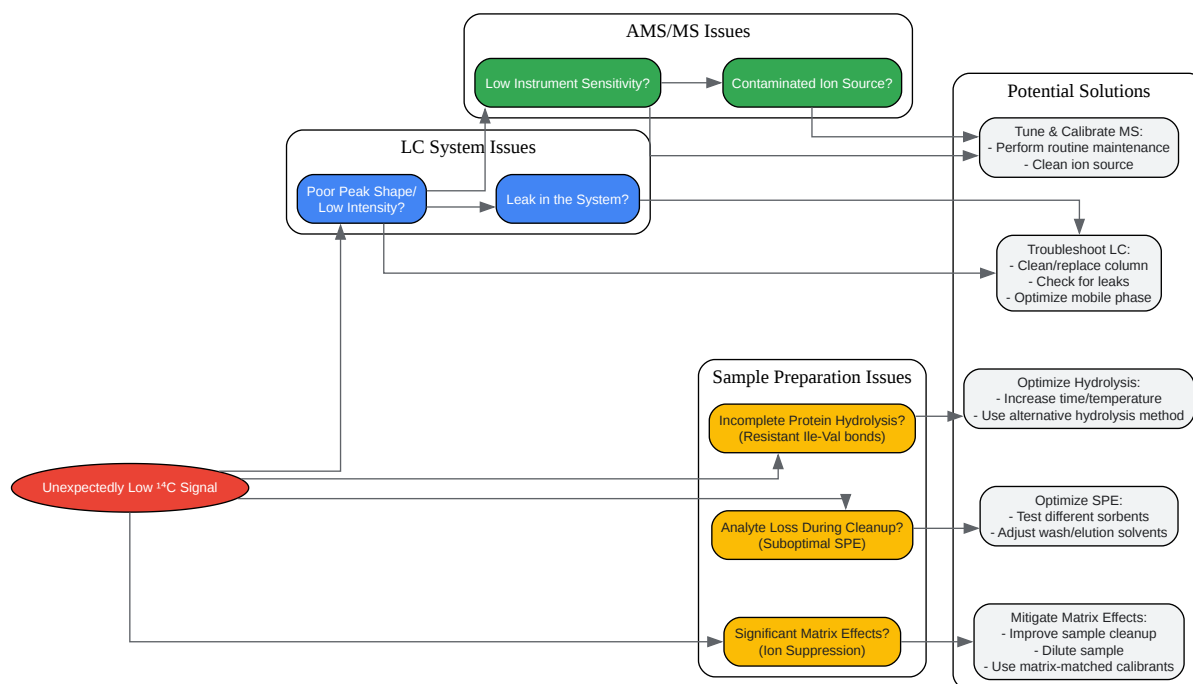 AMS/MS Issues
Low Instrument Sensitivity?
Contaminated Ion Source?
LC System Issues
Poor Peak Shape/
Low Intensity?
Leak in the System?
Potential Solutions
Tune & Calibrate MS:
- Perform routine maintenance
- Clean ion source
Troubleshoot LC:
- Clean/replace column
- Check for leaks
- Optimize mobile phase
Sample Preparation Issues
Incomplete Protein Hydrolysis?
(Resistant Ile-Val bonds)
Optimize Hydrolysis:
- Increase time/temperature
- Use alternative hydrolysis method
Unexpectedly Low ¹⁴C Signal
Analyte Loss During Cleanup?
(Suboptimal SPE)
Optimize SPE:
- Test different sorbents
- Adjust wash/elution solvents
Significant Matrix Effects?
(Ion Suppression)
Mitigate Matrix Effects:
- Improve sample cleanup
- Dilute sample
- Use matrix-matched calibrants